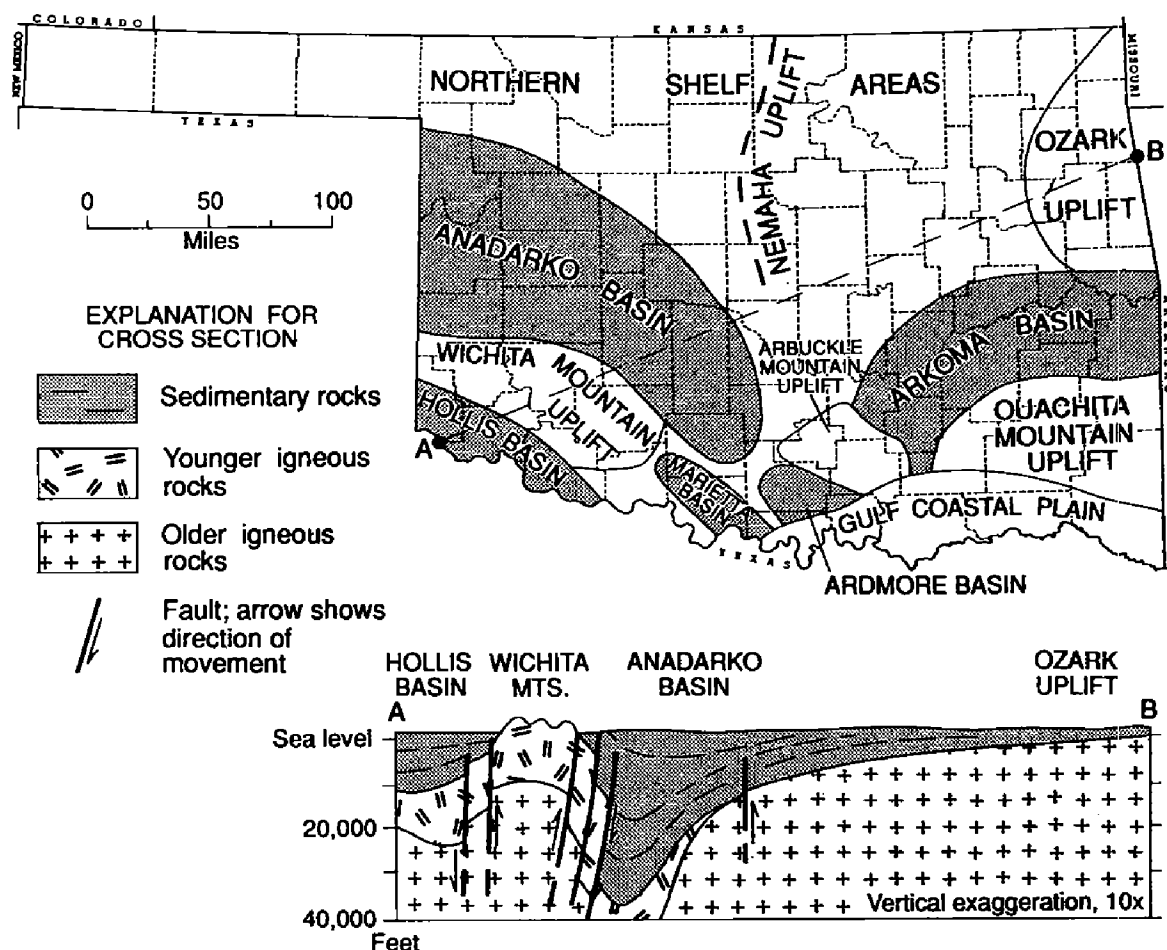 COLORADO
KANSAS
NEW MEXICO
MISSOURI
TEXAS
NORTHERN SHELF AREAS
NEMAHA UPLIFT
OZARK
UPLIFT
B
0 50 100
Miles
ANADARKO
BASIN
ARKOMA BASIN
ARBUCKLE
MOUNTAIN
UPLIFT
WICHITA MOUNTAIN
UPLIFT
HOLLIS BASIN
A
MARIETTA
BASIN
OUACHITA
MOUNTAIN
UPLIFT
GULF COASTAL PLAIN
TEXAS
ARDMORE BASIN
EXPLANATION FOR
CROSS SECTION
Sedimentary rocks
Younger igneous
rocks
Older igneous
rocks
Fault; arrow shows
direction of
movement
HOLLIS
BASIN
WICHITA
MTS.
ANADARKO
BASIN
OZARK
UPLIFT
A
B
Sea level
20,000
40,000
Feet
Vertical exaggeration, 10x